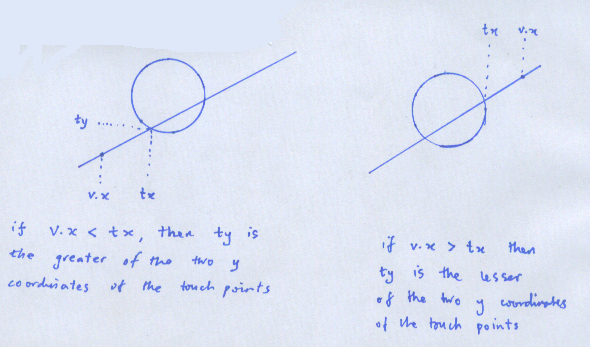 tx v.x
ty
v.x tx
if v.x < tx, then ty is
the greater of the two y
coordinates of the touch points
if v.x > tx then
ty is the lesser
of the two y coordinates
of the touch points